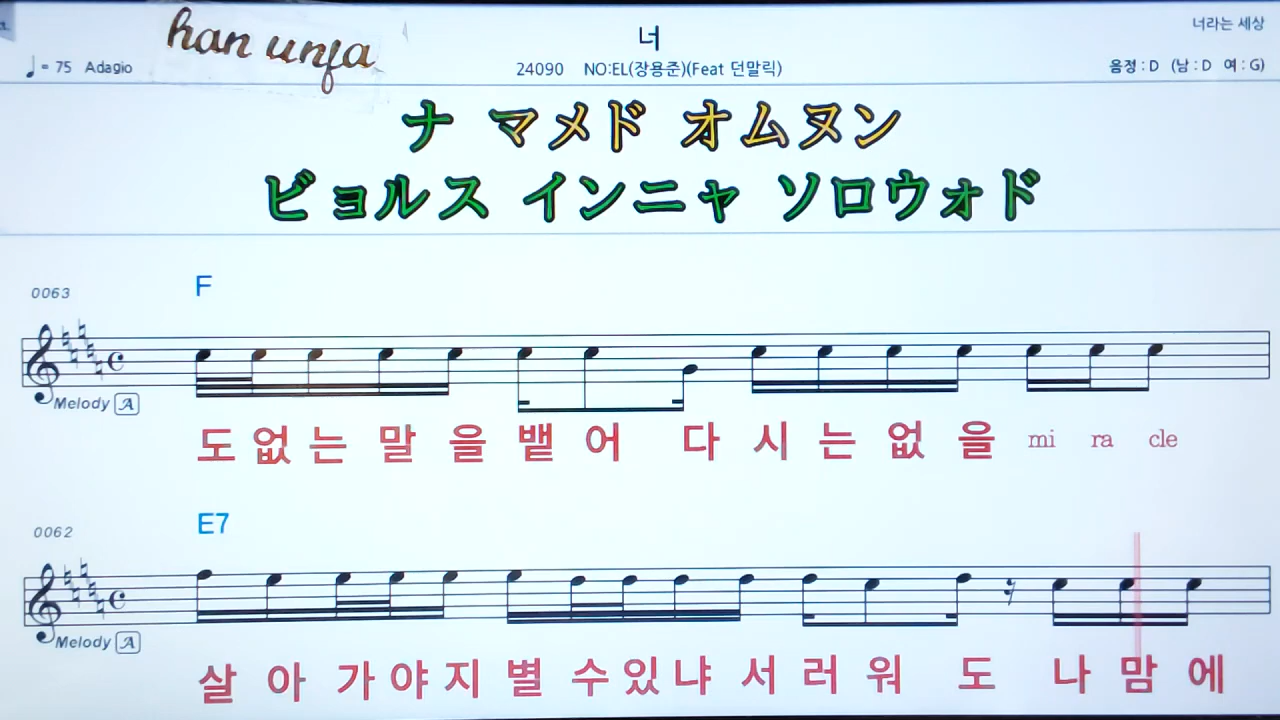 han unfa
너
너라는 세상
= 75 Adagio
24090 NO:EL(장용준)(Feat 던말릭)
음정 : D (남 : D 여 : G)
ナ マメド オムヌン
ビョルス インニャ ソロウォド
0063
F
Melody A
도 없 는 말 을 뱉 어 다 시 는 없 을 mi ra cle
0062
E7
Melody A
살 아 가 야 지 별 수 있 냐 서 러 워 도 나 맘 에